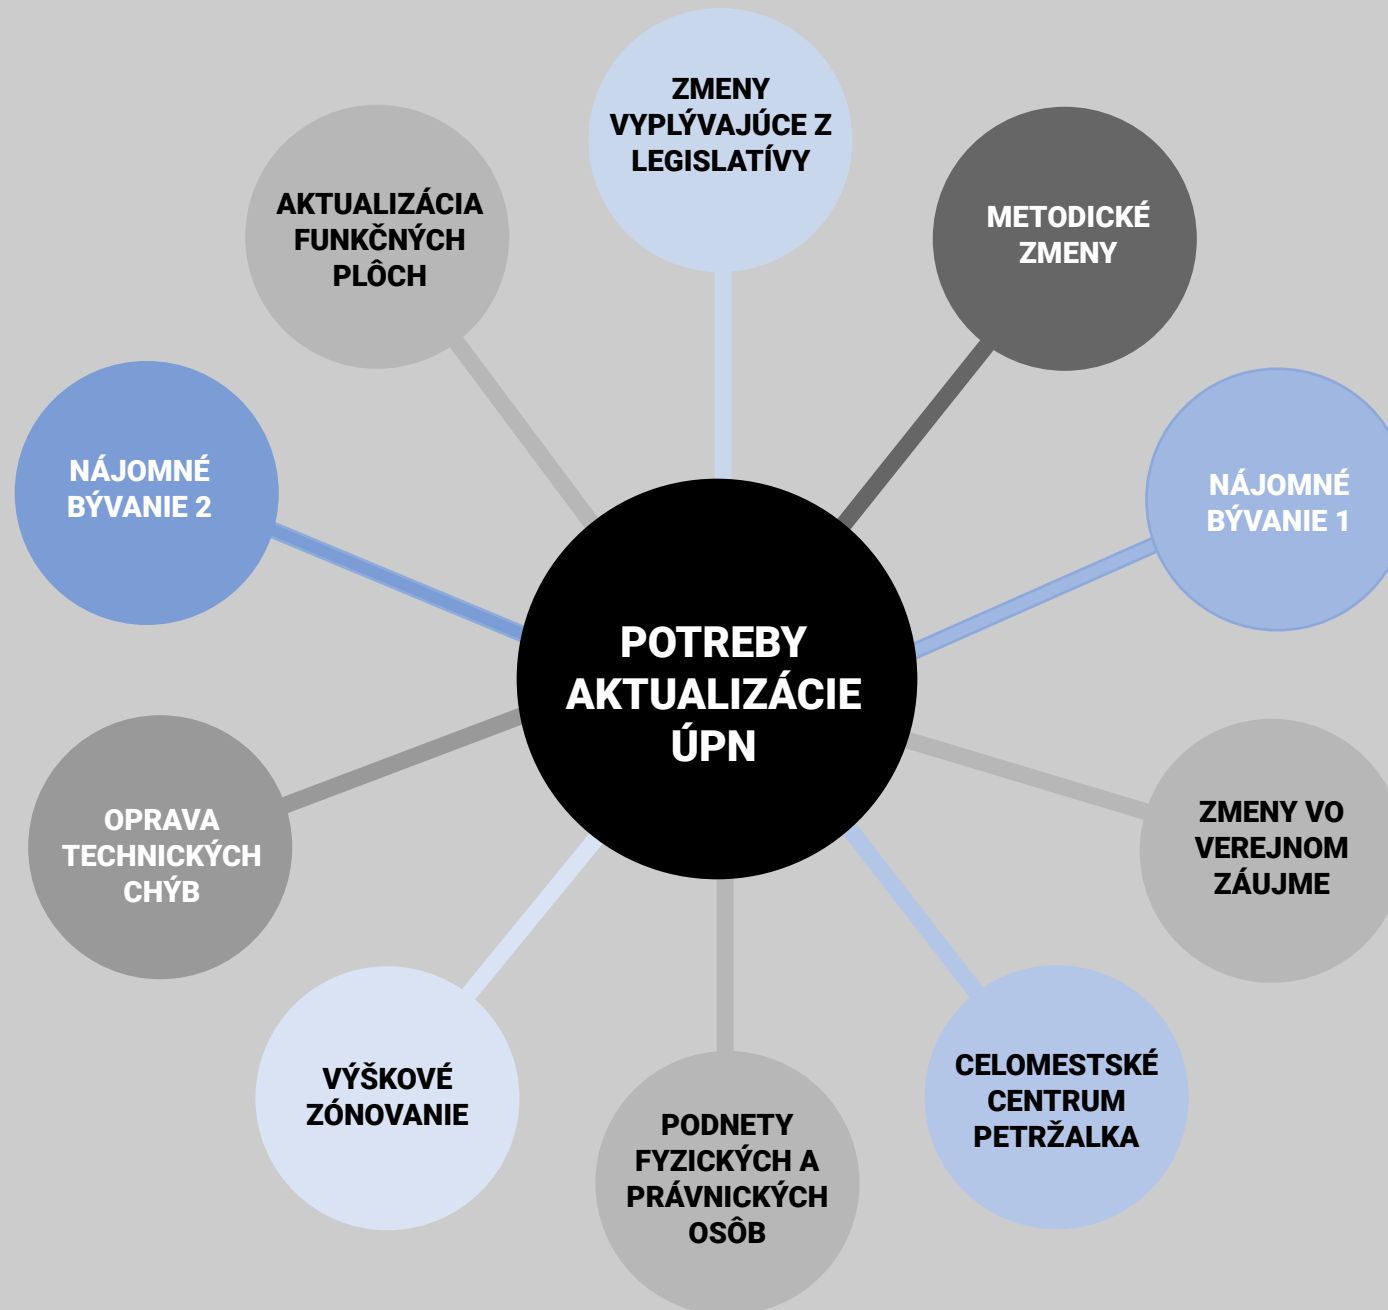 ZMENY
VYPLÝVAJÚCE Z
LEGISLATÍVY
AKTUALIZÁCIA
FUNKČNÝCH
PLÔCH
METODICKÉ
ZMENY
NÁJOMNÉ
BÝVANIE 2
NÁJOMNÉ
BÝVANIE 1
POTREBY
AKTUALIZÁCIE
ÚPN
OPRAVA
TECHNICKÝCH
CHÝB
ZMENY VO
VEREJNOM
ZÁUJME
VÝŠKOVÉ
ZÓNOVANIE
PODNETY
FYZICKÝCH A
PRÁVNICKÝCH
OSÔB
CELOMESTSKÉ
CENTRUM
PETRŽALKA